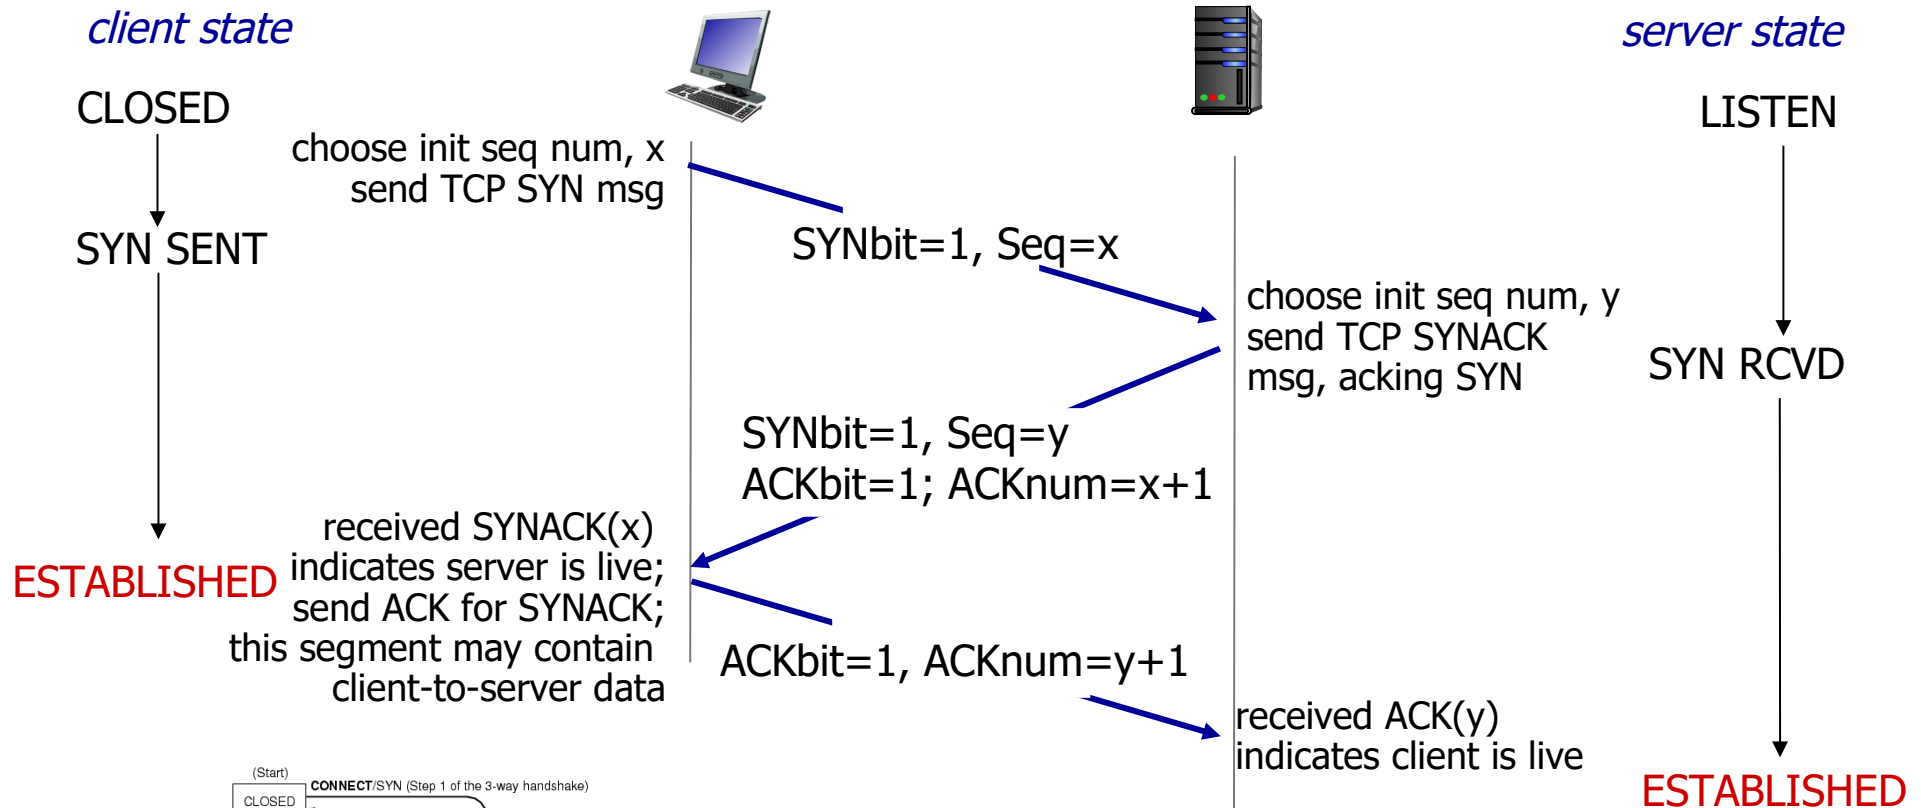 client state
server state
CLOSED
LISTEN
choose init seq num, x
send TCP SYN msg
SYN SENT
SYNbit=1, Seq=x
choose init seq num, y
send TCP SYNACK
msg, acking SYN
SYN RCVD
SYNbit=1, Seq=y
ACKbit=1; ACKnum=x+1
received SYNACK(x)
indicates server is live;
send ACK for SYNACK;
this segment may contain
client-to-server data
ESTABLISHED
ACKbit=1, ACKnum=y+1
received ACK(y)
indicates client is live
ESTABLISHED
(Start)
CONNECT/SYN (Step 1 of the 3-way handshake)
CLOSED